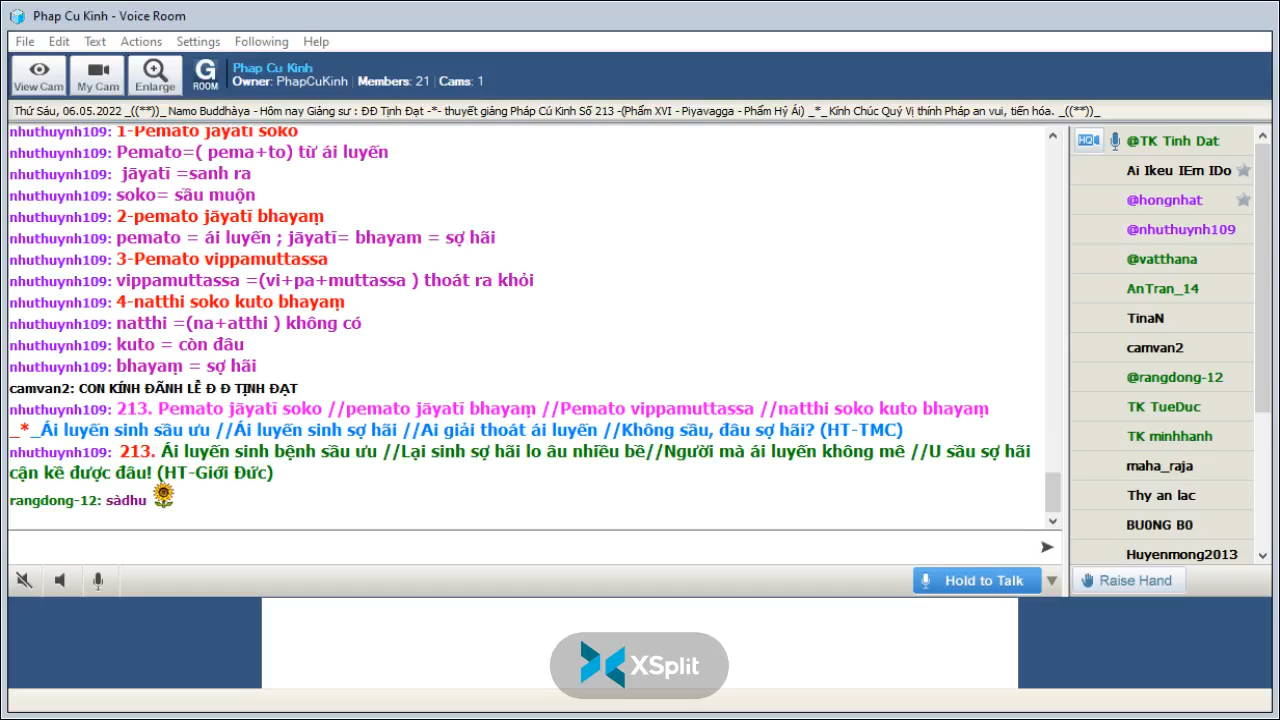 Phap Cu Kinh - Voice Room
File Edit Text Actions Settings Following Help
View Cam My Cam Enlarge G ROOM
Phap Cu Kinh
Owner: PhapCuKinh | Members: 21 | Cams: 1
Thứ Sáu, 06.05.2022 _((**))_ Namo Buddhàya - Hôm nay Giảng sư : ĐĐ Tịnh Đạt -*- thuyết giảng Pháp Cú Kinh Số 213 -(Phẩm XVI - Piyavagga - Phẩm Hỷ Ái) _*_Kính Chúc Quý Vị thính Pháp an vui, tiến hóa. _((**))_
nhuthuynh109: 1-Pemato jāyatī soko
nhuthuynh109: Pemato=( pema+to) từ ái luyến
nhuthuynh109: jāyatī =sanh ra
nhuthuynh109: soko= sầu muộn
nhuthuynh109: 2-pemato jāyatī bhayaṃ
nhuthuynh109: pemato = ái luyến ; jāyatī= bhayam = sợ hãi
nhuthuynh109: 3-Pemato vippamuttassa
nhuthuynh109: vippamuttassa =(vi+pa+muttassa ) thoát ra khỏi
nhuthuynh109: 4-natthi soko kuto bhayaṃ
nhuthuynh109: natthi =(na+atthi ) không có
nhuthuynh109: kuto = còn đâu
nhuthuynh109: bhayaṃ = sợ hãi
camvan2: CON KÍNH ĐÃNH LỄ Đ Đ TỊNH ĐẠT
nhuthuynh109: 213. Pemato jāyatī soko //pemato jāyatī bhayaṃ //Pemato vippamuttassa //natthi soko kuto bhayaṃ
_*_Ái luyến sinh sầu ưu //Ái luyến sinh sợ hãi //Ai giải thoát ái luyến //Không sầu, đâu sợ hãi? (HT-TMC)
nhuthuynh109: 213. Ái luyến sinh bệnh sầu ưu //Lại sinh sợ hãi lo âu nhiều bề//Người mà ái luyến không mê //U sầu sợ hãi
cận kề được đâu! (HT-Giới Đức)
rangdong-12: sàdhu
Hold to Talk
@TK Tinh Dat
Ai Ikeu IEm IDo
@hongnhat
@nhuthuynh109
@vatthana
AnTran_14
TinaN
camvan2
@rangdong-12
TK TueDuc
TK minhhanh
maha_raja
Thy an lac
BU0NG B0
Huyenmong2013
Raise Hand
XSplit